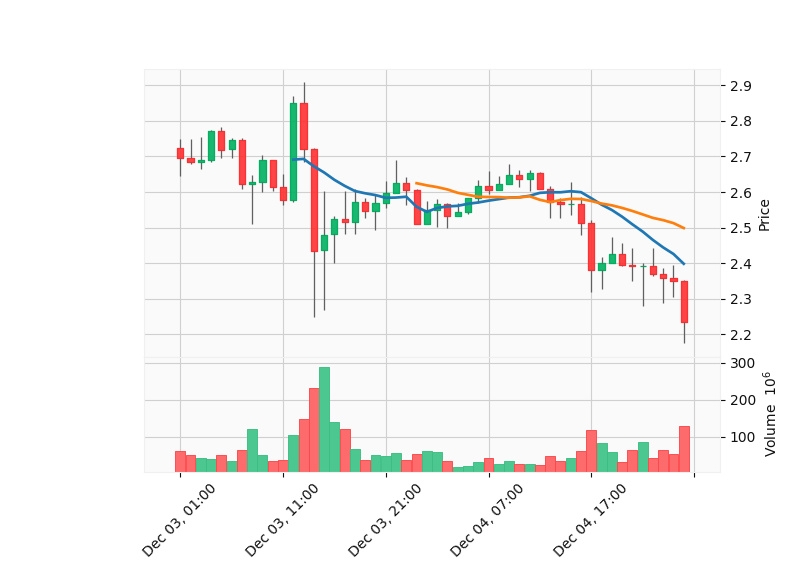 2.9
2.8
2.7
2.6
2.5
2.4
2.3
2.2
Price
300
200
100
Volume 10⁶
Dec 03, 01:00
Dec 03, 11:00
Dec 03, 21:00
Dec 04, 07:00
Dec 04, 17:00